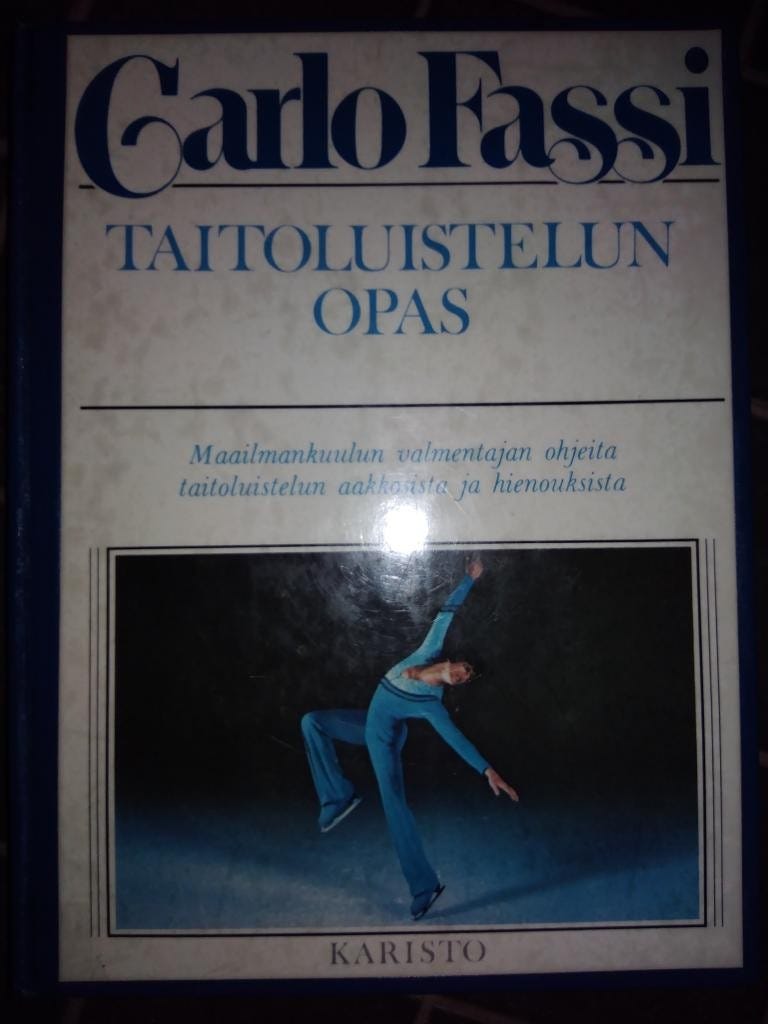 Carlo Fassi
TAITOLUISTELUN
OPAS
Maailmankuulun valmentajan ohjeita
taitoluistelun aakkosista ja hienouksista
KARISTO